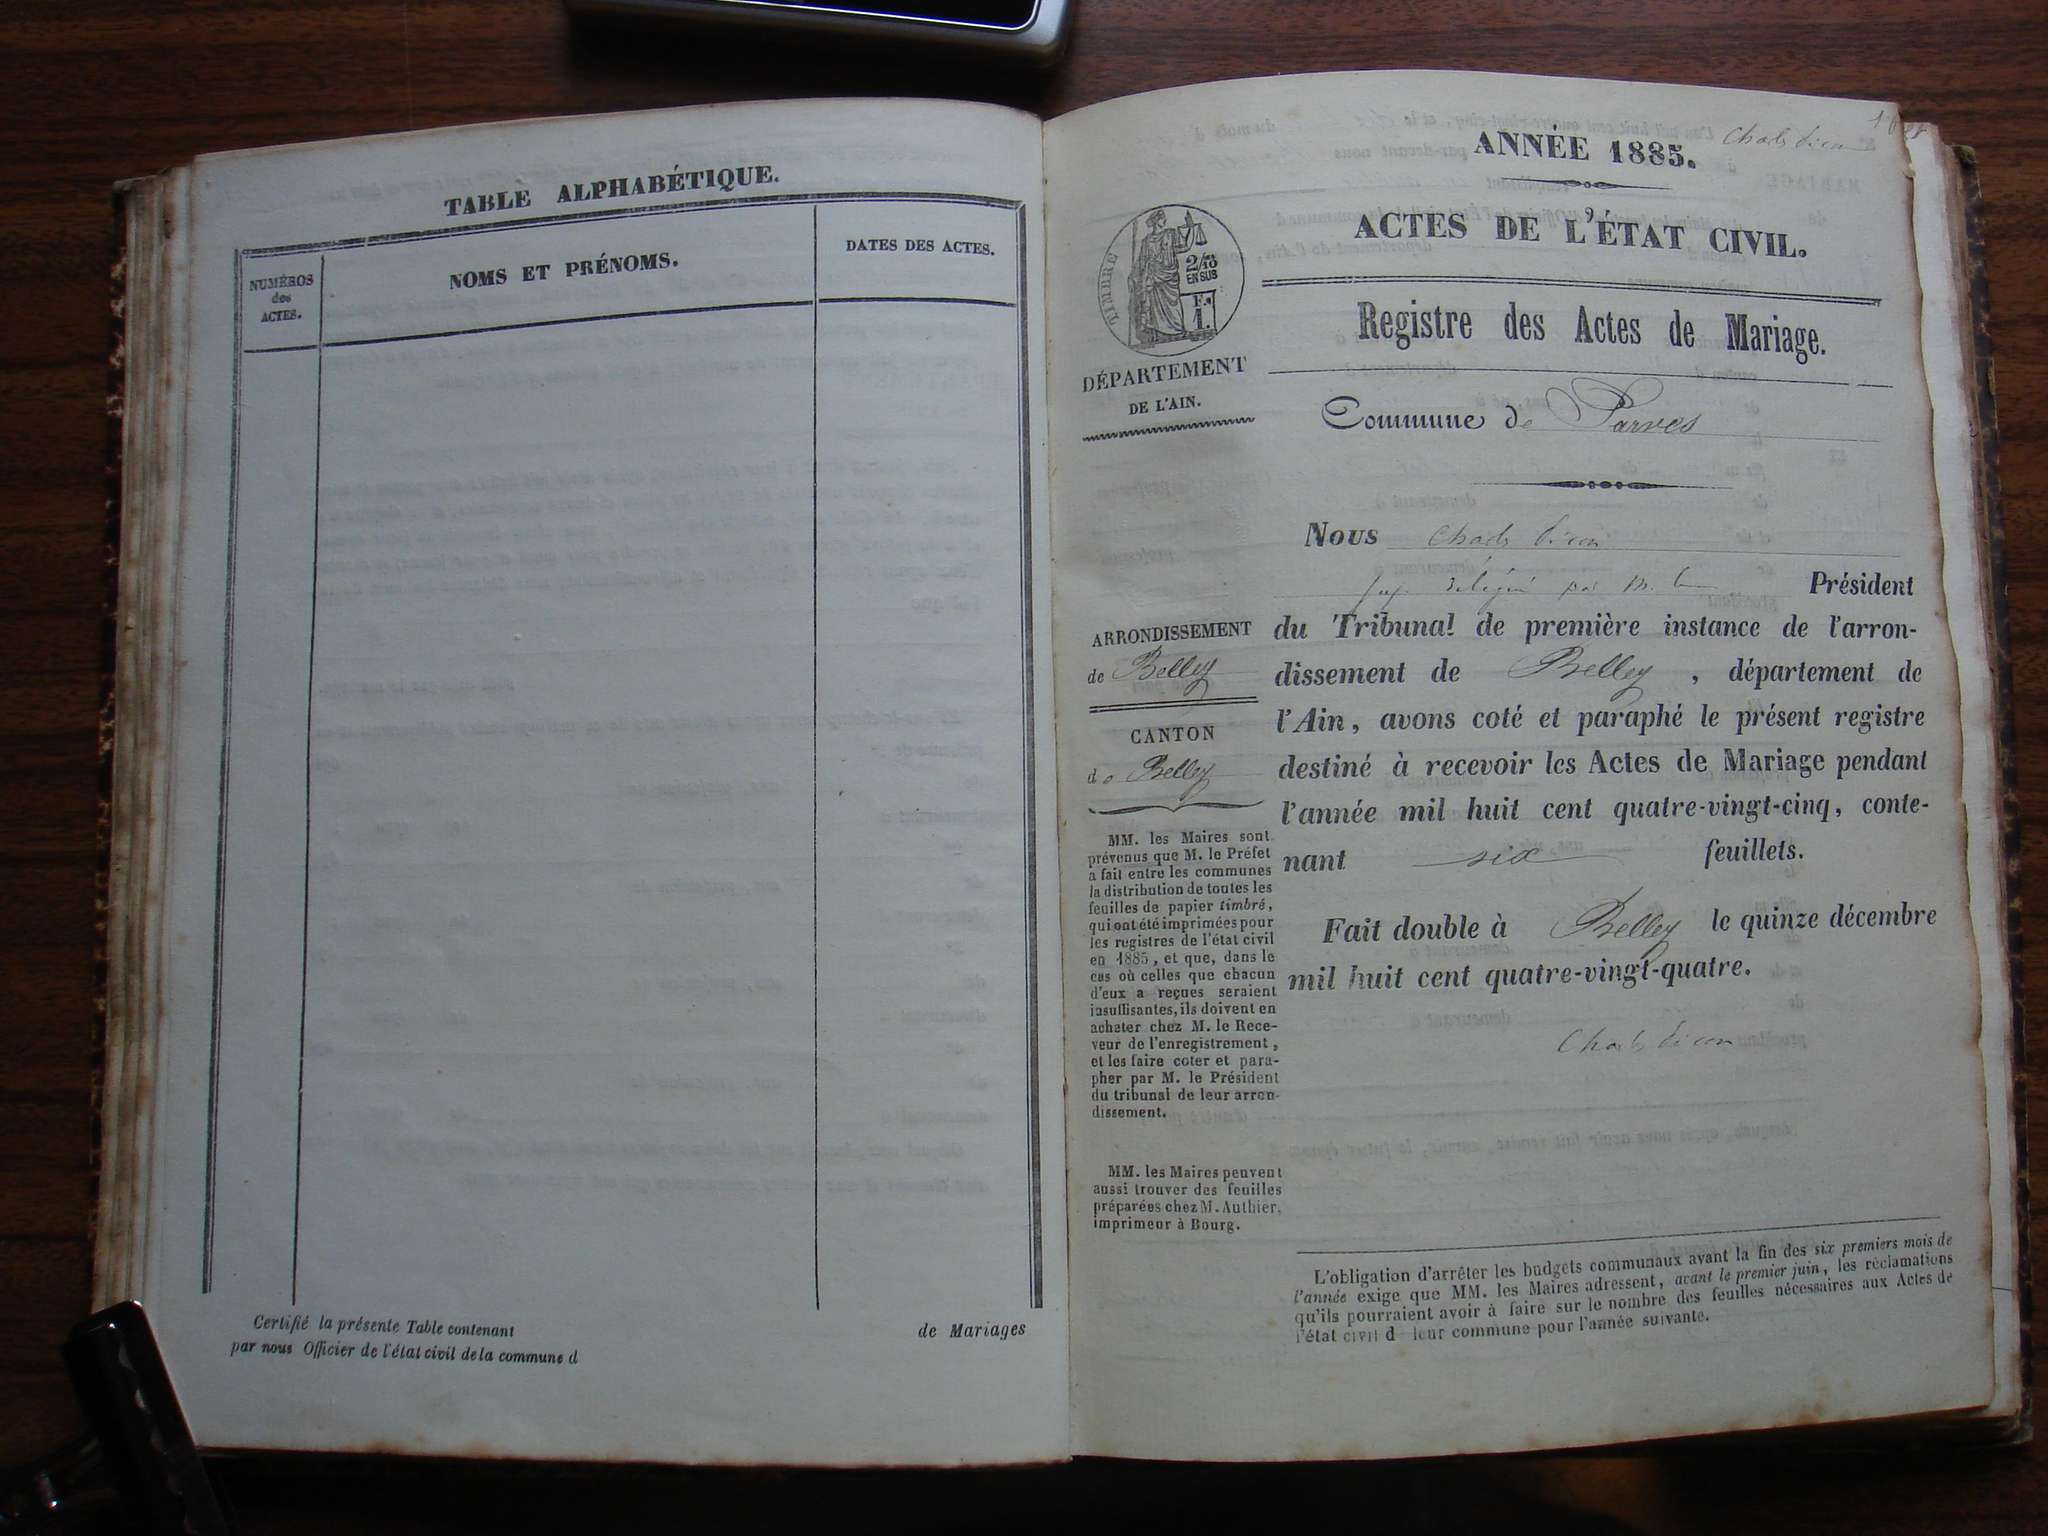 TABLE ALPHABÉTIQUE.
NUMÉROS
des
ACTES.
NOMS ET PRÉNOMS.
DATES DES ACTES.
Certifié la présente Table contenant de Mariages
par nous Officier de l'état civil de la commune d
ANNÉE 1885.
ACTES DE L'ÉTAT CIVIL.
TIMBRE
2/10
EN SUS
F.
1.
DÉPARTEMENT
DE L'AIN.
Registre des Actes de Mariage.
Commune de Parves
ARRONDISSEMENT
de Belley
CANTON
de Belley
MM. les Maires sont
prévenus que M. le Préfet
a fait entre les communes
la distribution de toutes les
feuilles de papier timbré,
qui ont été imprimées pour
les registres de l'état civil
en 1885, et que, dans le
cas où celles que chacun
d'eux a reçues seraient
insuffisantes, ils doivent en
acheter chez M. le Rece-
veur de l'enregistrement,
et les faire coter et para-
pher par M. le Président
du tribunal de leur arron-
dissement.
MM. les Maires peuvent
aussi trouver des feuilles
préparées chez M. Authier,
imprimeur à Bourg.
Nous
délégué par M. le Président
du Tribunal de première instance de l'arron-
dissement de Belley, département de
l'Ain, avons coté et paraphé le présent registre
destiné à recevoir les Actes de Mariage pendant
l'année mil huit cent quatre-vingt-cinq, conte-
nant six feuillets.
Fait double à Belley le quinze décembre
mil huit cent quatre-vingt-quatre.
L'obligation d'arrêter les budgets communaux avant la fin des six premiers mois de
l'année exige que MM. les Maires adressent, avant le premier juin, les réclamations
qu'ils pourraient avoir à faire sur le nombre des feuilles nécessaires aux Actes de
l'état civil d leur commune pour l'année suivante.